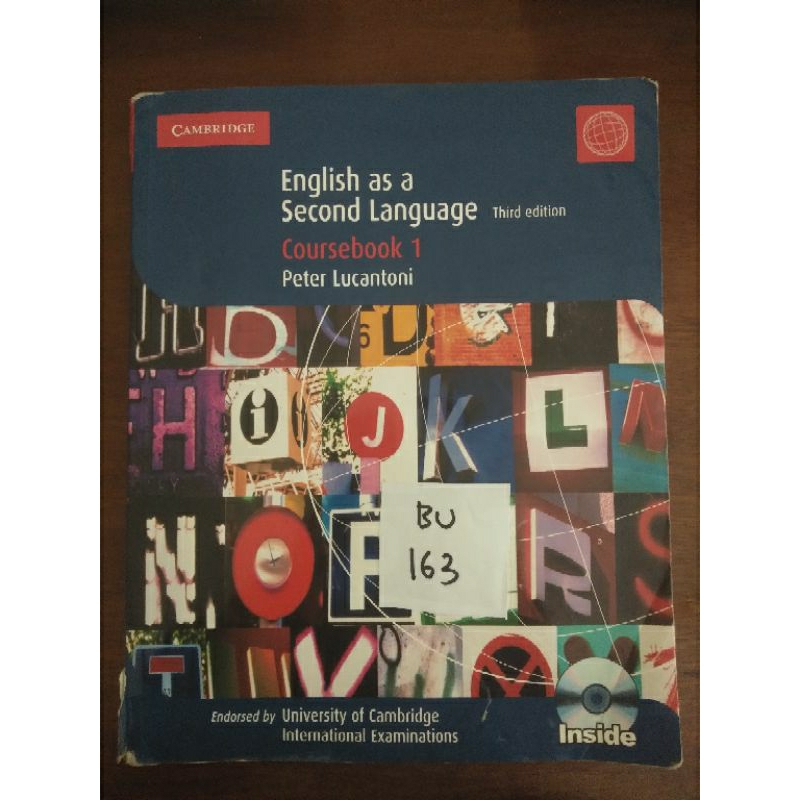 CAMBRIDGE
English as a
Second Language Third edition
Coursebook 1
Peter Lucantoni
D
6
H
i
J
K
L
N
BU
163
N
O
P
R
S
Endorsed by University of Cambridge
International Examinations
Inside